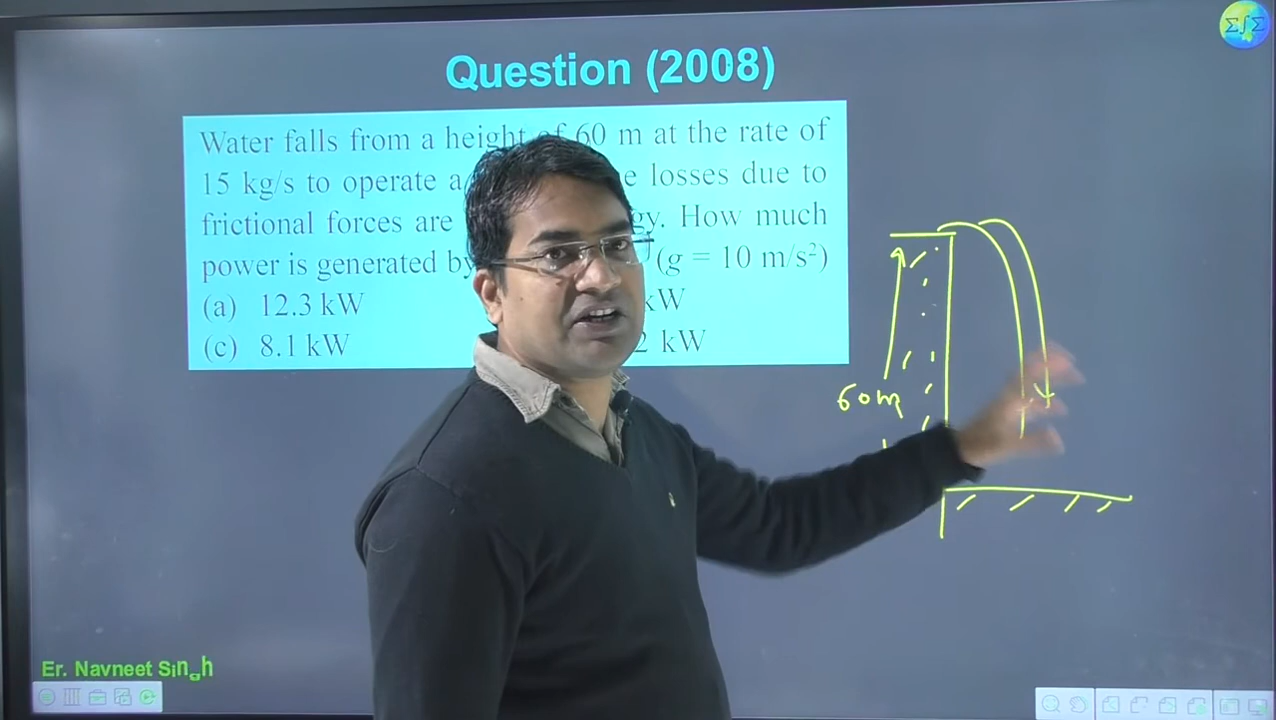 Σ∫Σ
Question (2008)
Water falls from a height of 60 m at the rate of
15 kg/s to operate a losses due to
frictional forces are How much
power is generated by (g = 10 m/s²)
(a) 12.3 kW kW
(c) 8.1 kW kW
60m
Er. Navneet Singh